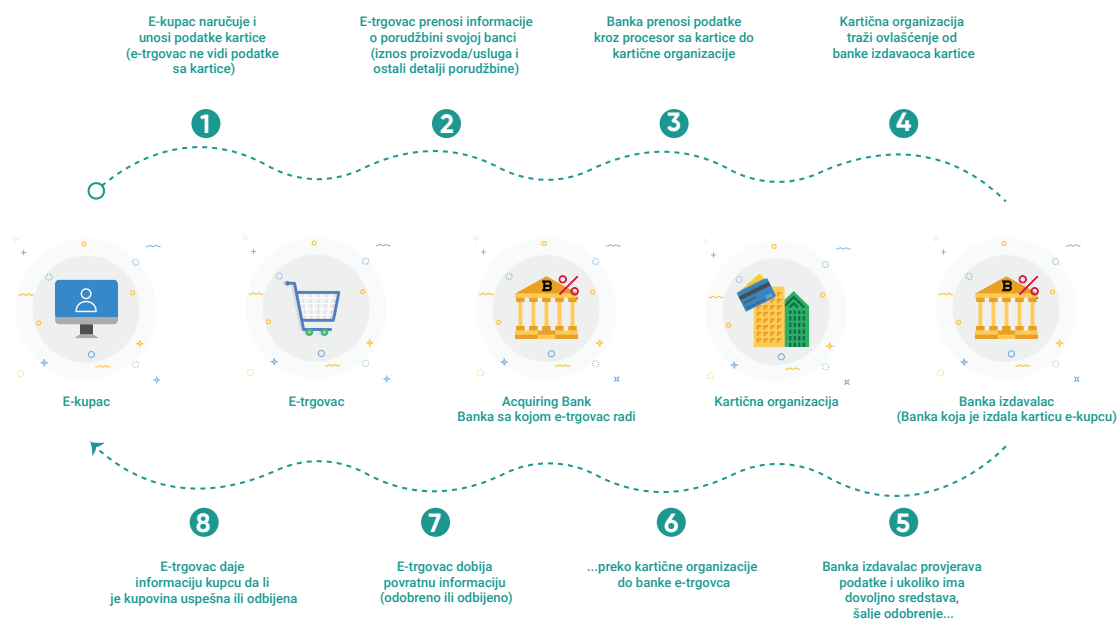 E-kupac naručuje i
unosi podatke kartice
(e-trgovac ne vidi podatke
sa kartice)
E-trgovac prenosi informacije
o porudžbini svojoj banci
(iznos proizvoda/usluga i
ostali detalji porudžbine)
Banka prenosi podatke
kroz procesor sa kartice do
kartične organizacije
Kartična organizacija
traži ovlašćenje od
banke izdavaoca kartice
1
2
3
4
B
B
E-kupac
E-trgovac
Acquiring Bank
Banka sa kojom e-trgovac radi
Kartična organizacija
Banka izdavalac
(Banka koja je izdala karticu e-kupcu)
8
7
6
5
E-trgovac daje
informaciju kupcu da li
je kupovina uspešna ili odbijena
E-trgovac dobija
povratnu informaciju
(odobreno ili odbijeno)
...preko kartične organizacije
do banke e-trgovca
Banka izdavalac provjerava
podatke i ukoliko ima
dovoljno sredstava,
šalje odobrenje...